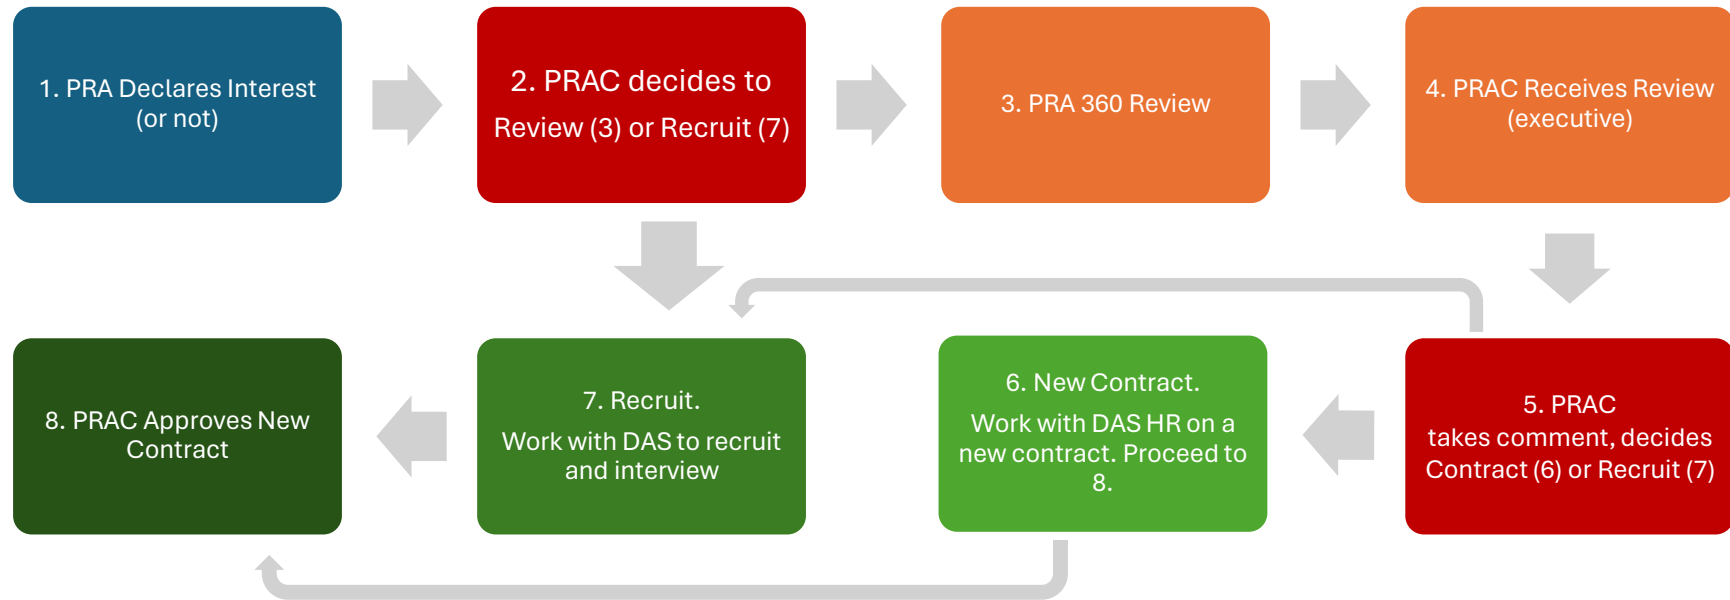 1. PRA Declares Interest
(or not)
2. PRAC decides to
Review (3) or Recruit (7)
3. PRA 360 Review
4. PRAC Receives Review
(executive)
5. PRAC
takes comment, decides
Contract (6) or Recruit (7)
6. New Contract.
Work with DAS HR on a
new contract. Proceed to
8.
7. Recruit.
Work with DAS to recruit
and interview
8. PRAC Approves New
Contract